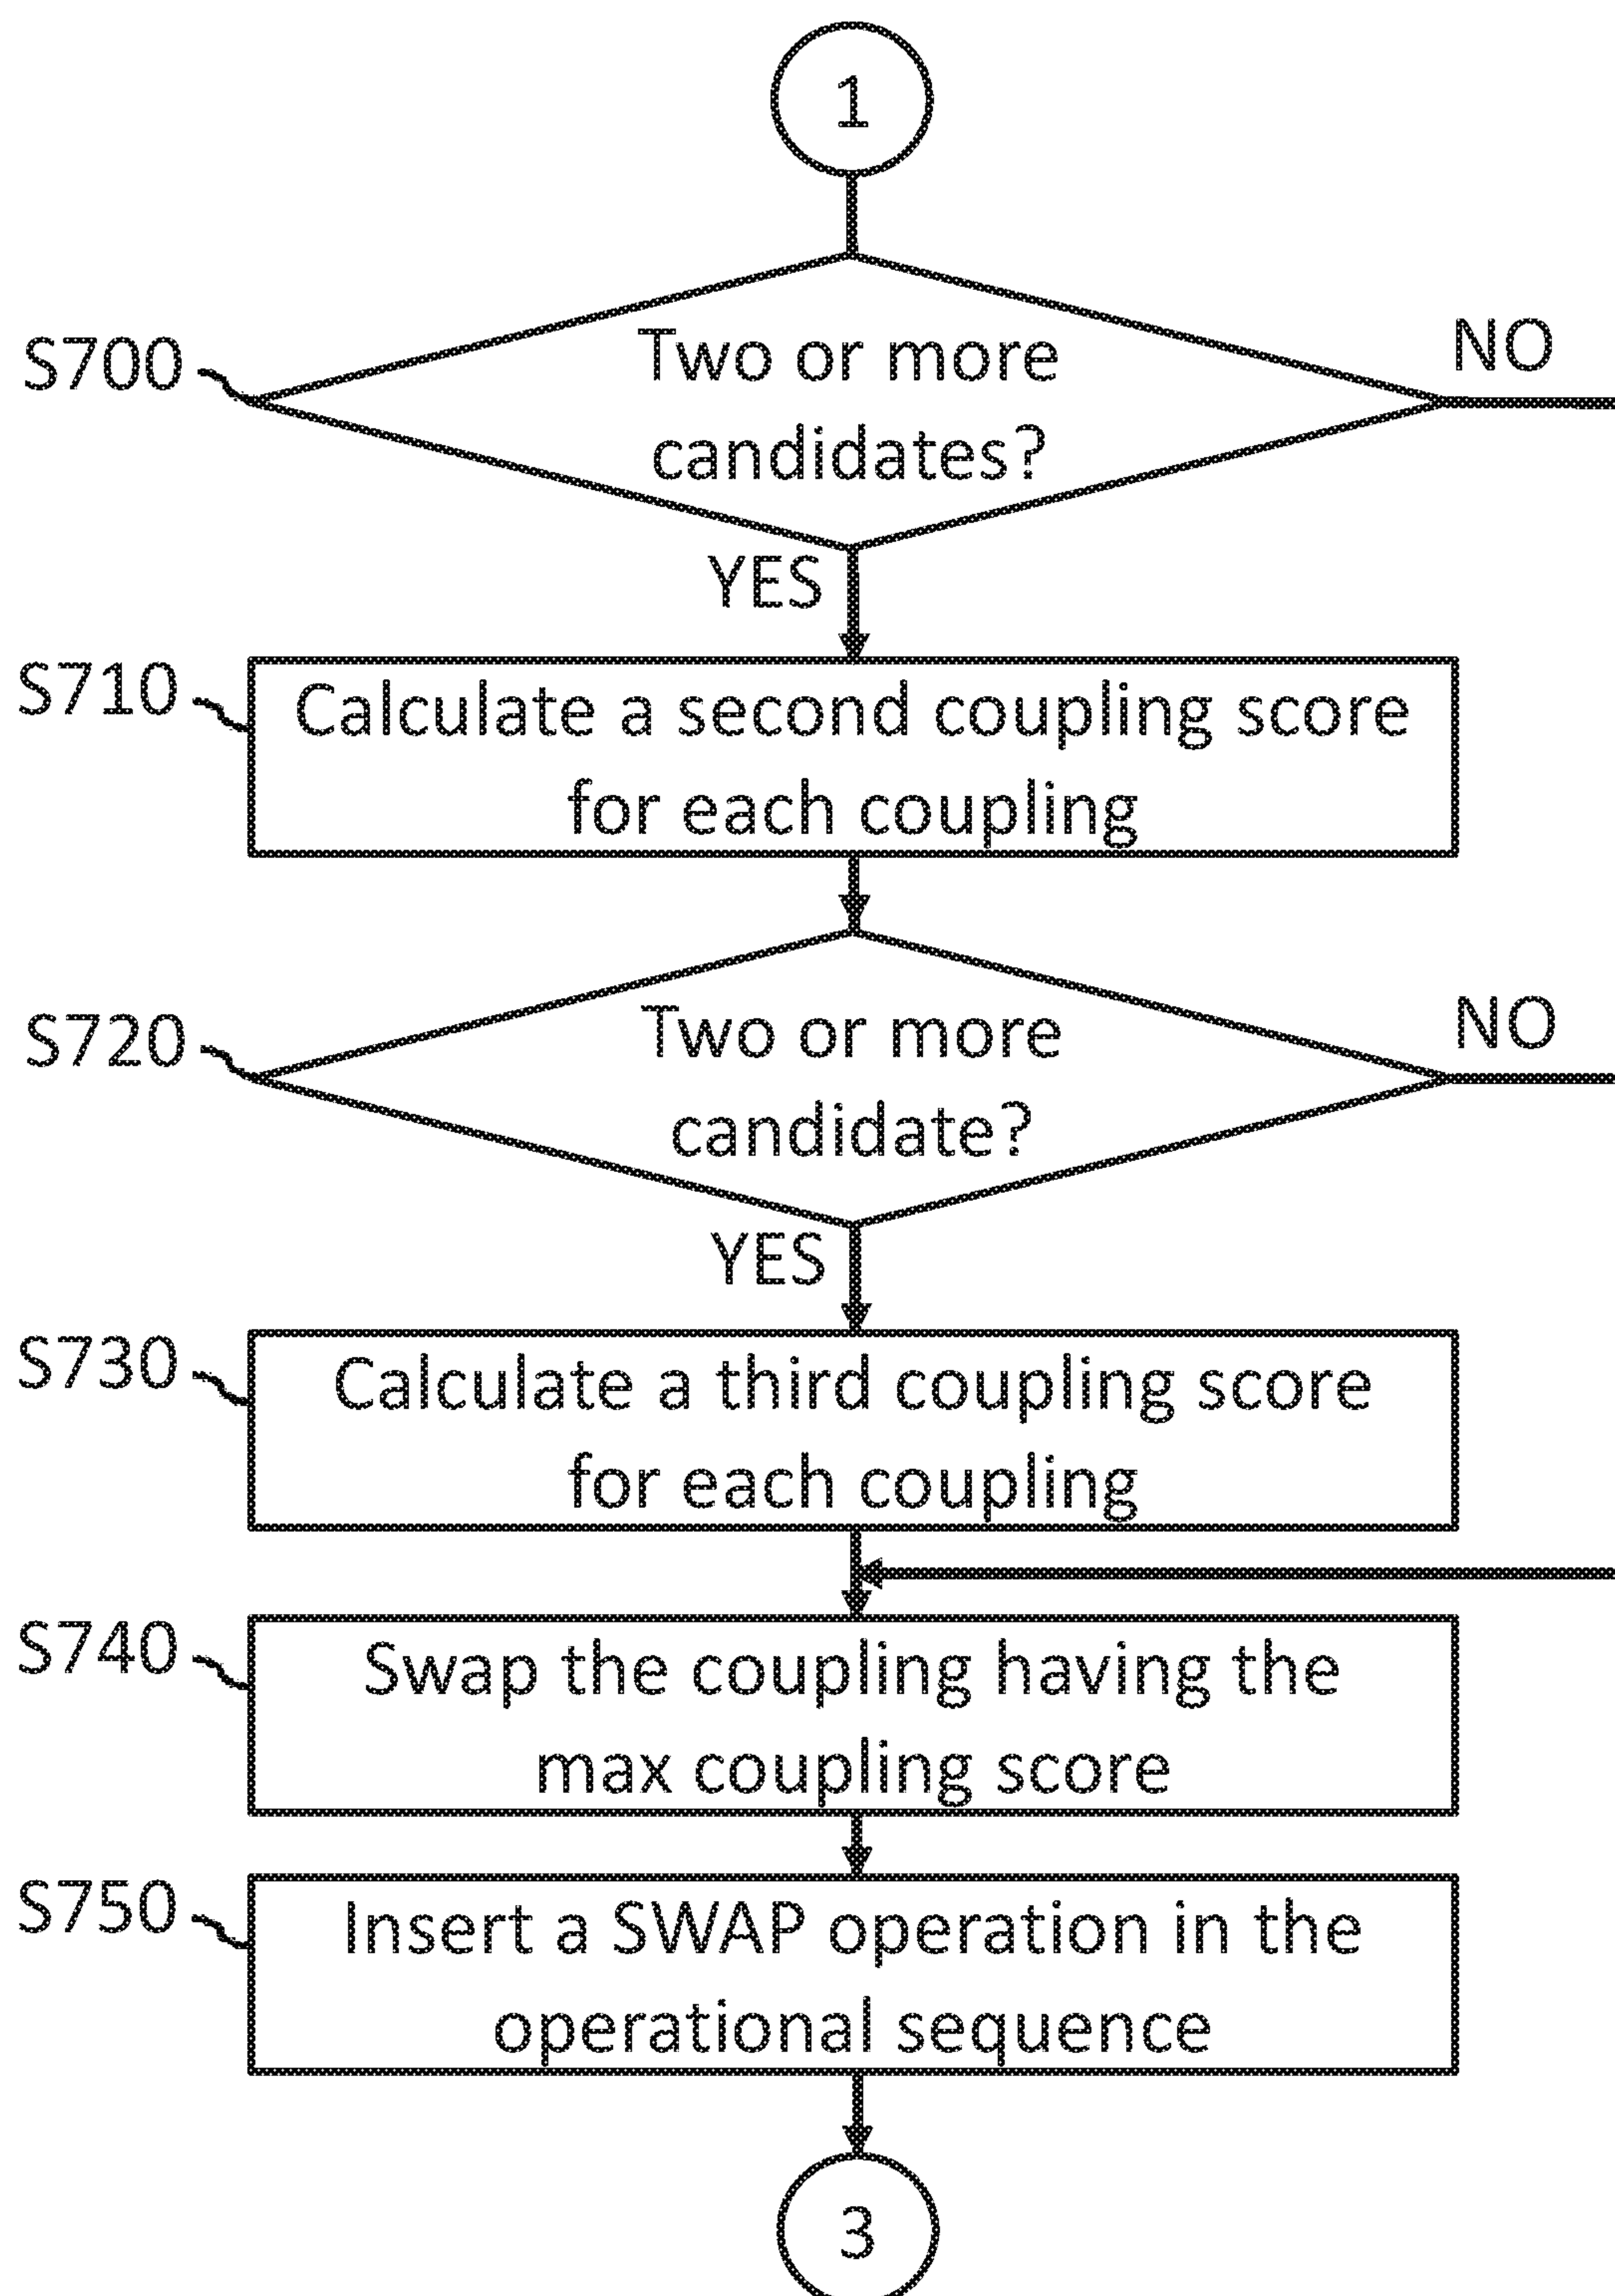 1
S700
Two or more
candidates?
NO
YES
S710
Calculate a second coupling score
for each coupling
S720
Two or more
candidate?
NO
YES
S730
Calculate a third coupling score
for each coupling
S740
Swap the coupling having the
max coupling score
S750
Insert a SWAP operation in the
operational sequence
3